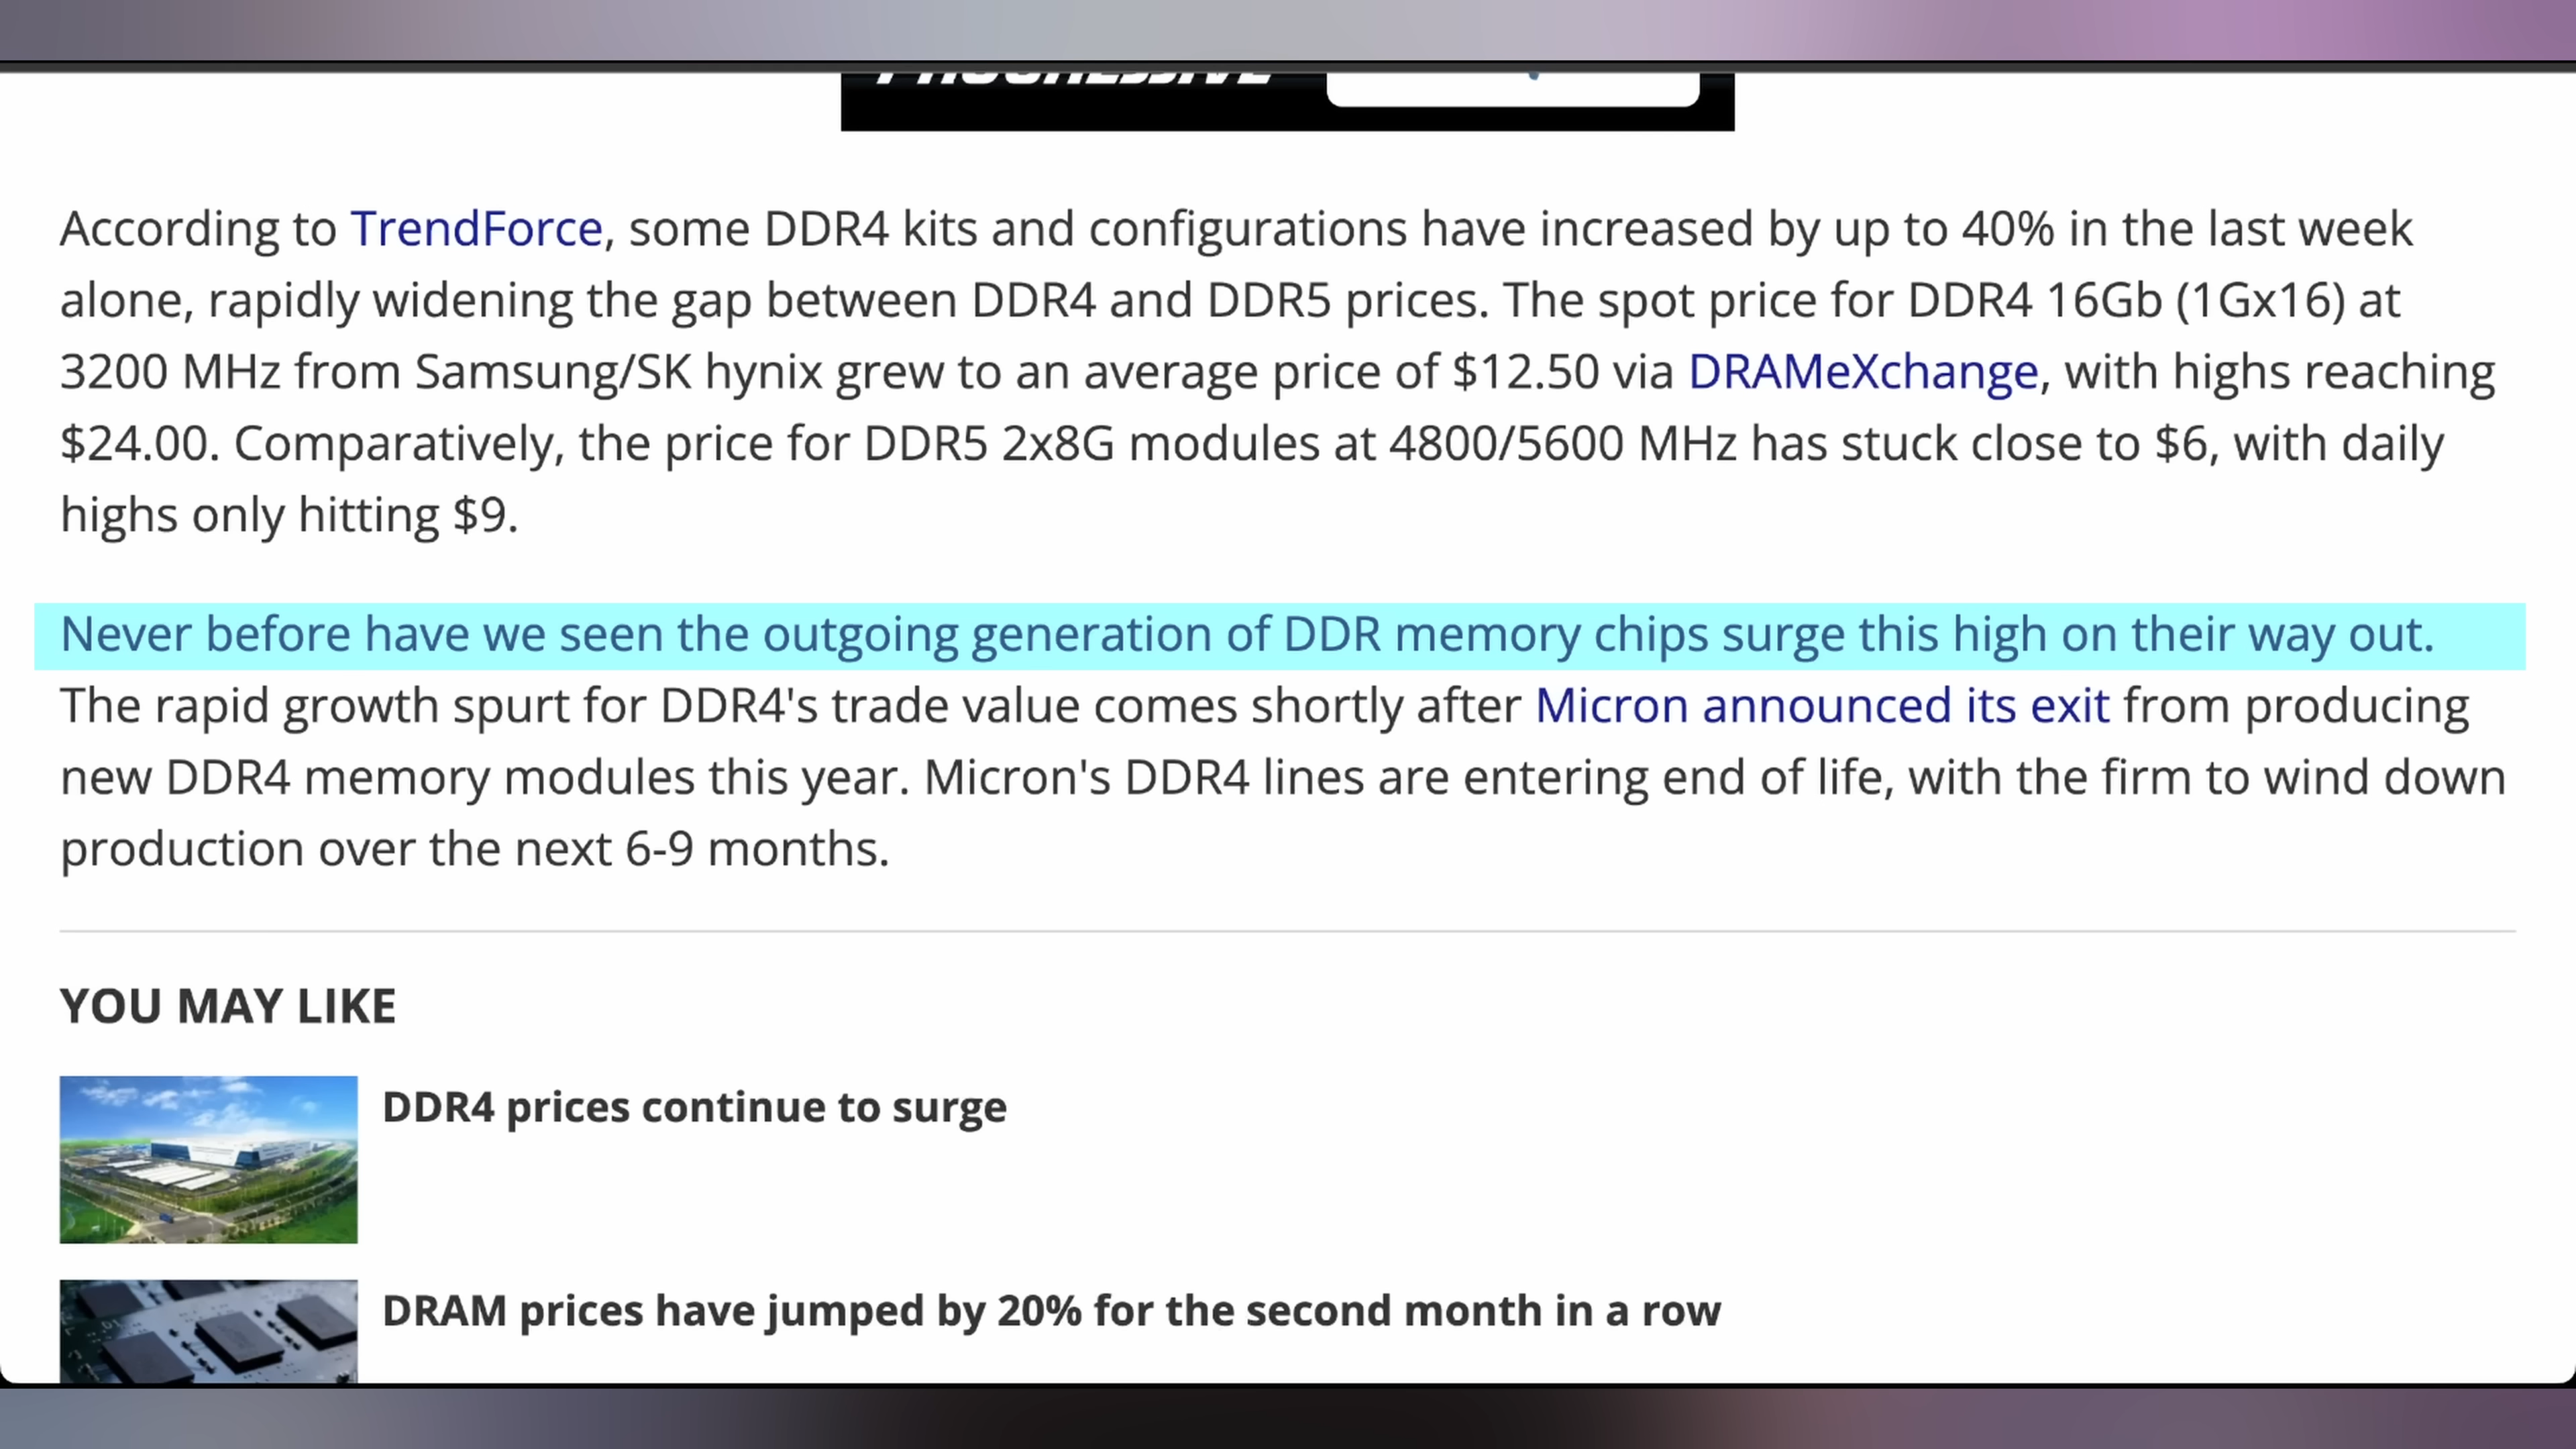 PROGRESSIVE
According to TrendForce, some DDR4 kits and configurations have increased by up to 40% in the last week
alone, rapidly widening the gap between DDR4 and DDR5 prices. The spot price for DDR4 16Gb (1Gx16) at
3200 MHz from Samsung/SK hynix grew to an average price of $12.50 via DRAMeXchange, with highs reaching
$24.00. Comparatively, the price for DDR5 2x8G modules at 4800/5600 MHz has stuck close to $6, with daily
highs only hitting $9.
Never before have we seen the outgoing generation of DDR memory chips surge this high on their way out.
The rapid growth spurt for DDR4's trade value comes shortly after Micron announced its exit from producing
new DDR4 memory modules this year. Micron's DDR4 lines are entering end of life, with the firm to wind down
production over the next 6-9 months.
YOU MAY LIKE
DDR4 prices continue to surge
DRAM prices have jumped by 20% for the second month in a row